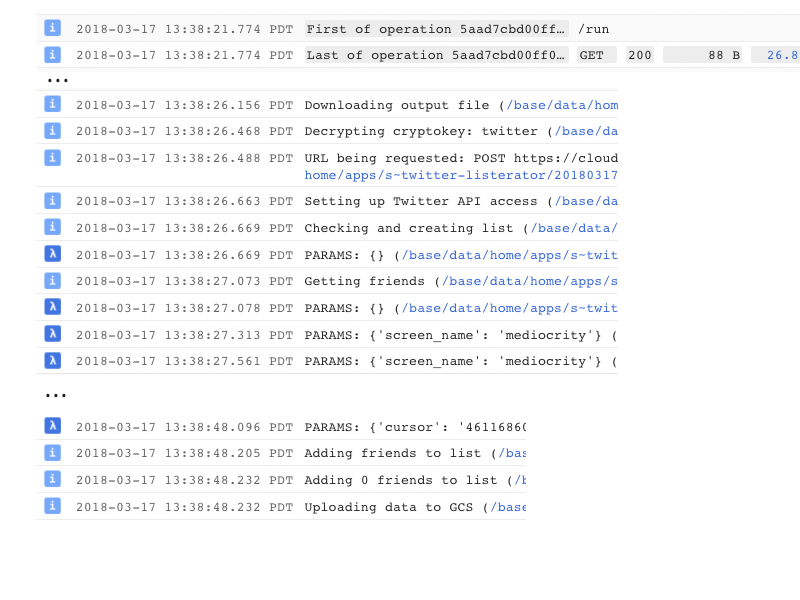 i 2018-03-17 13:38:21.774 PDT First of operation 5aad7cbd00ff… /run
i 2018-03-17 13:38:21.774 PDT Last of operation 5aad7cbd00ff0… GET 200 88 B 26.8
...
i 2018-03-17 13:38:26.156 PDT Downloading output file (/base/data/hom
i 2018-03-17 13:38:26.468 PDT Decrypting cryptokey: twitter (/base/da
i 2018-03-17 13:38:26.488 PDT URL being requested: POST https://cloud
home/apps/s~twitter-listerator/20180317
i 2018-03-17 13:38:26.663 PDT Setting up Twitter API access (/base/da
i 2018-03-17 13:38:26.669 PDT Checking and creating list (/base/data/
λ 2018-03-17 13:38:26.669 PDT PARAMS: {} (/base/data/home/apps/s~twit
i 2018-03-17 13:38:27.073 PDT Getting friends (/base/data/home/apps/s
λ 2018-03-17 13:38:27.078 PDT PARAMS: {} (/base/data/home/apps/s~twit
λ 2018-03-17 13:38:27.313 PDT PARAMS: {'screen_name': 'mediocrity'} (
λ 2018-03-17 13:38:27.561 PDT PARAMS: {'screen_name': 'mediocrity'} (
...
λ 2018-03-17 13:38:48.096 PDT PARAMS: {'cursor': '46116860
i 2018-03-17 13:38:48.205 PDT Adding friends to list (/bas
i 2018-03-17 13:38:48.232 PDT Adding 0 friends to list (/b
i 2018-03-17 13:38:48.232 PDT Uploading data to GCS (/base